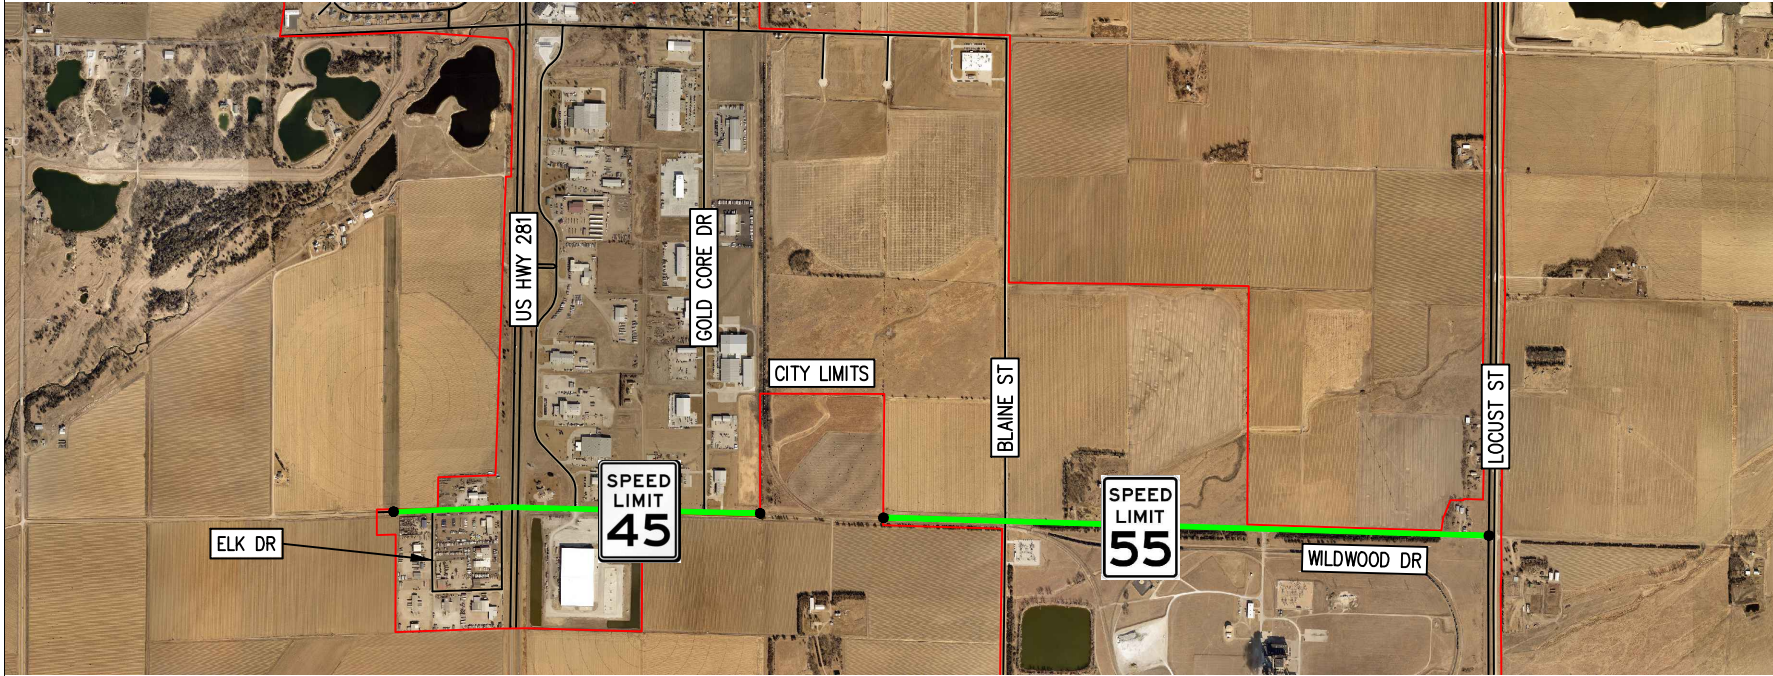 US HWY 281
GOLD CORE DR
CITY LIMITS
BLAINE ST
LOCUST ST
SPEED
LIMIT
45
SPEED
LIMIT
55
ELK DR
WILDWOOD DR